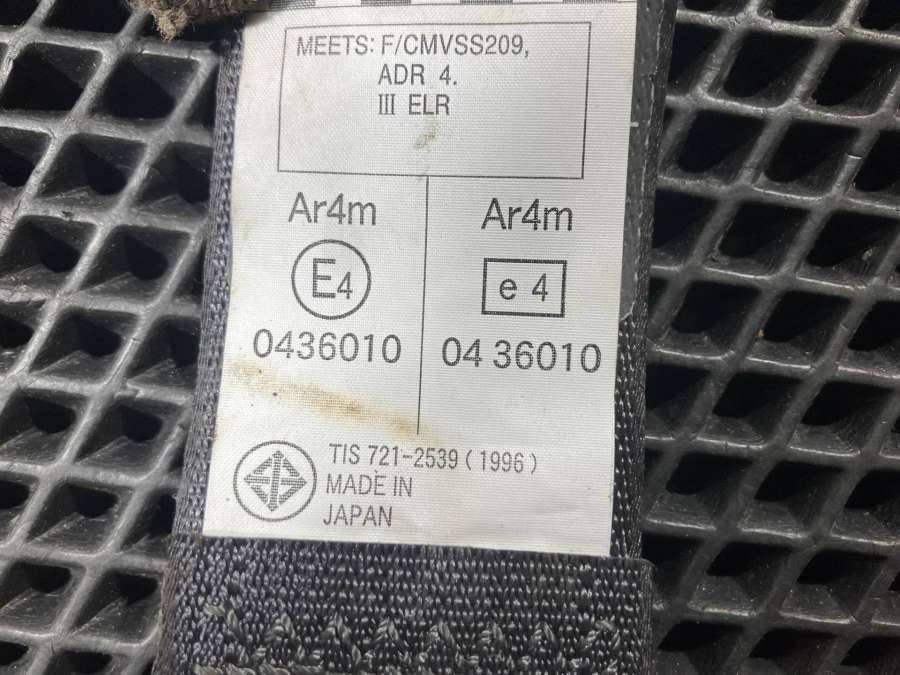 MEETS: F/CMVSS209,
ADR 4.
III ELR
Ar4m
E4
0436010
Ar4m
e 4
04 36010
TIS 721-2539 (1996)
MADE IN
JAPAN